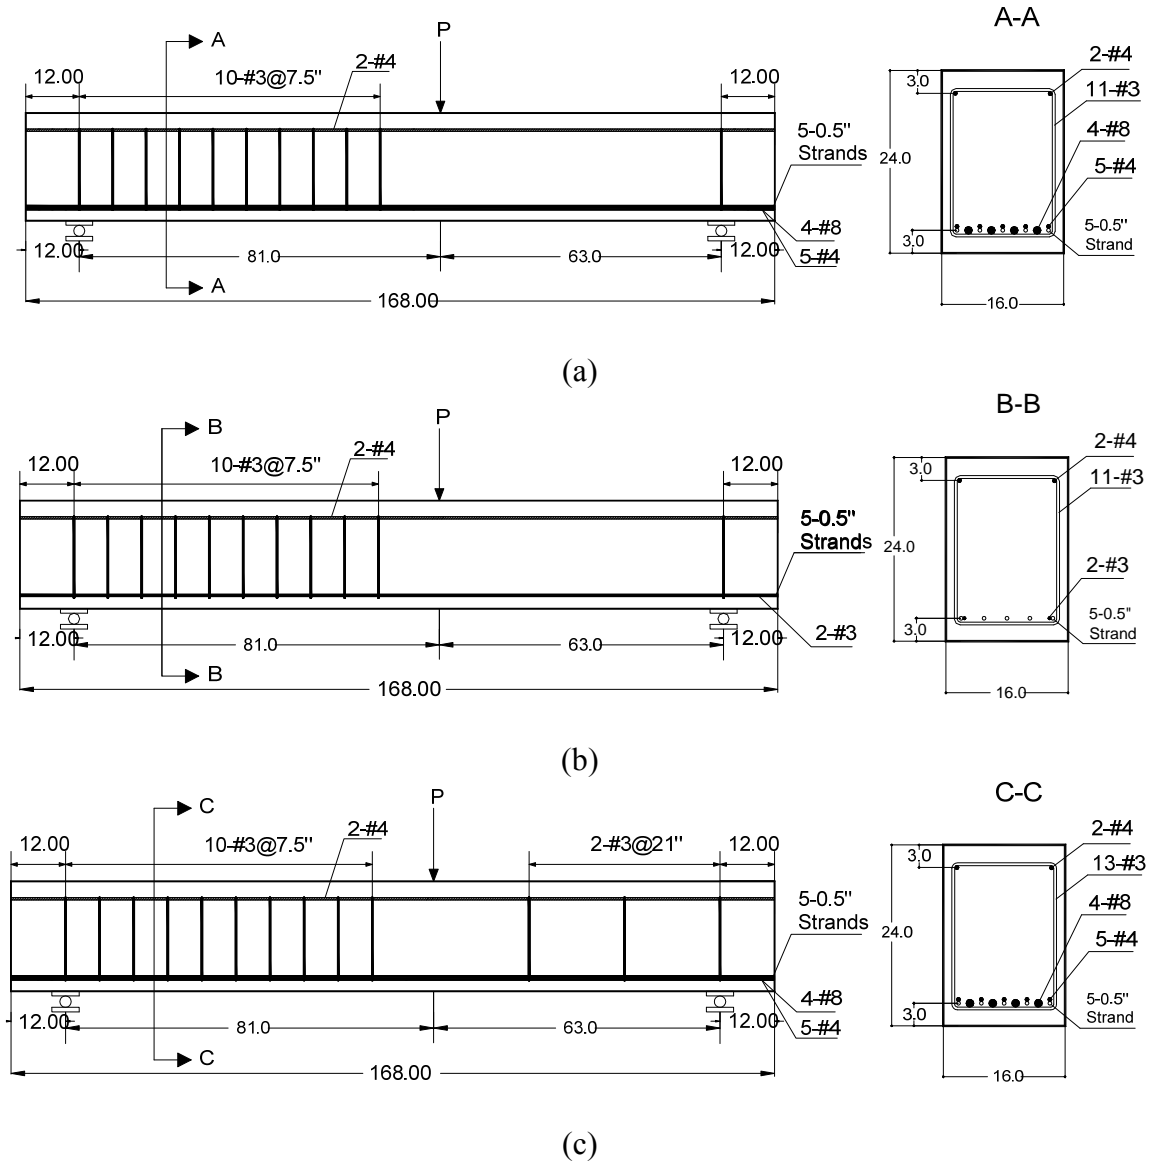 A-A
P
A
2-#4
12.00
10-#3@7.5"
2-#4
12.00
3.0
11-#3
5-0.5"
Strands
4-#8
24.0
5-#4
4-#8
5-0.5"
Strand
12.00
81.0
63.0
12.00
5-#4
3.0
A
168.00
16.0
(a)
B-B
P
B
2-#4
12.00
10-#3@7.5"
2-#4
12.00
3.0
11-#3
5-0.5"
Strands
24.0
2-#3
5-0.5"
Strand
12.00
81.0
63.0
12.00
2-#3
3.0
B
168.00
16.0
(b)
C-C
P
C
2-#4
12.00
10-#3@7.5"
2-#4
2-#3@21"
12.00
3.0
13-#3
5-0.5"
Strands
4-#8
24.0
5-#4
4-#8
5-0.5"
Strand
12.00
81.0
63.0
12.00
5-#4
3.0
C
168.00
16.0
(c)